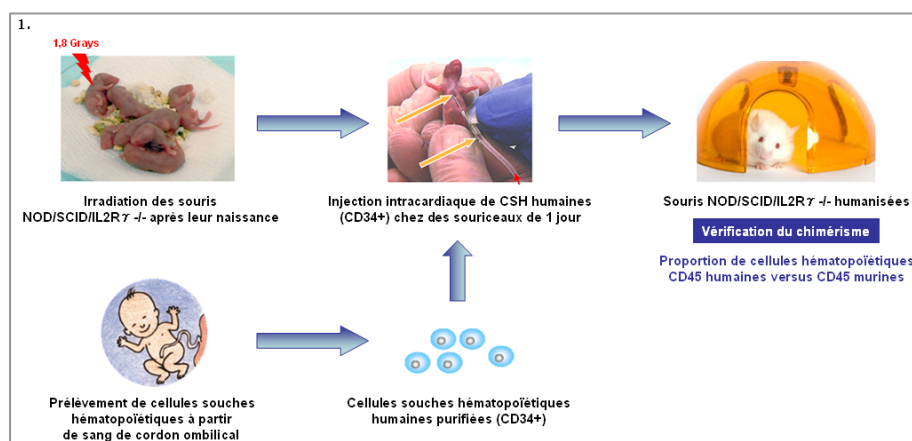 1.
1,8 Grays
Irradiation des souris
NOD/SCID/IL2Rγ -/- après leur naissance
Injection intracardiaque de CSH humaines
(CD34+) chez des souriceaux de 1 jour
Souris NOD/SCID/IL2Rγ -/- humanisées
Vérification du chimérisme
Proportion de cellules hématopoïétiques
CD45 humaines versus CD45 murines
Prélèvement de cellules souches
hématopoïétiques à partir
de sang de cordon ombilical
Cellules souches hématopoïétiques
humaines purifiées (CD34+)